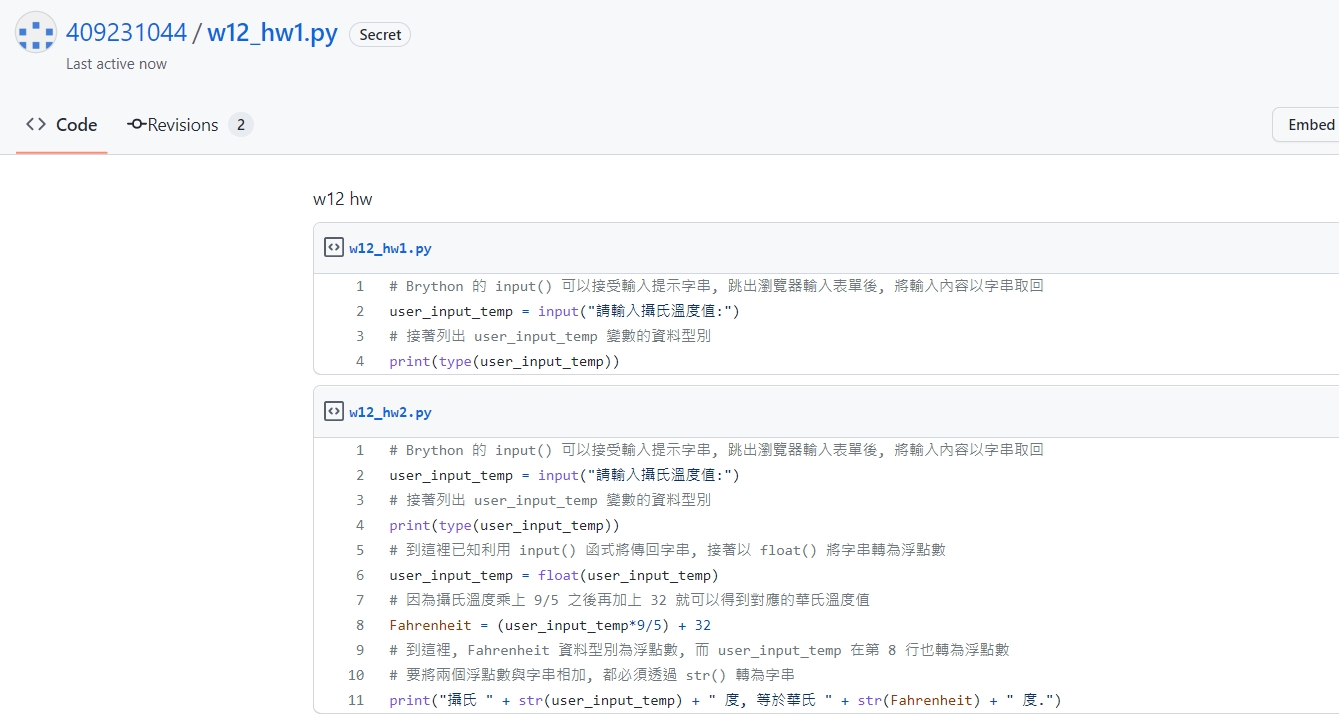 409231044 / w12_hw1.py Secret
Last active now
Code Revisions 2
Embed
w12 hw
w12_hw1.py
1 # Brython 的 input() 可以接受輸入提示字串, 跳出瀏覽器輸入表單後, 將輸入內容以字串取回
2 user_input_temp = input("請輸入攝氏溫度值:")
3 # 接著列出 user_input_temp 變數的資料型別
4 print(type(user_input_temp))
w12_hw2.py
1 # Brython 的 input() 可以接受輸入提示字串, 跳出瀏覽器輸入表單後, 將輸入內容以字串取回
2 user_input_temp = input("請輸入攝氏溫度值:")
3 # 接著列出 user_input_temp 變數的資料型別
4 print(type(user_input_temp))
5 # 到這裡已知利用 input() 函式將傳回字串, 接著以 float() 將字串轉為浮點數
6 user_input_temp = float(user_input_temp)
7 # 因為攝氏溫度乘上 9/5 之後再加上 32 就可以得到對應的華氏溫度值
8 Fahrenheit = (user_input_temp*9/5) + 32
9 # 到這裡, Fahrenheit 資料型別為浮點數, 而 user_input_temp 在第 8 行也轉為浮點數
10 # 要將兩個浮點數與字串相加, 都必須透過 str() 轉為字串
11 print("攝氏 " + str(user_input_temp) + " 度, 等於華氏 " + str(Fahrenheit) + " 度.")